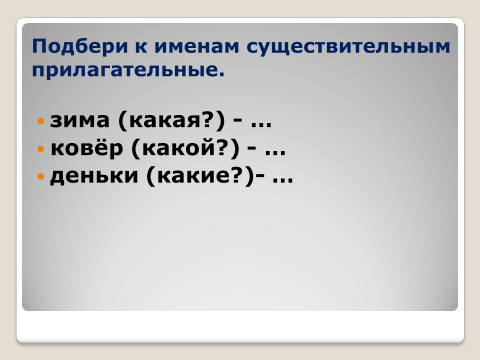 Подбери к именам существительным
прилагательные.
зима (какая?) - …
ковёр (какой?) - …
деньки (какие?)- …